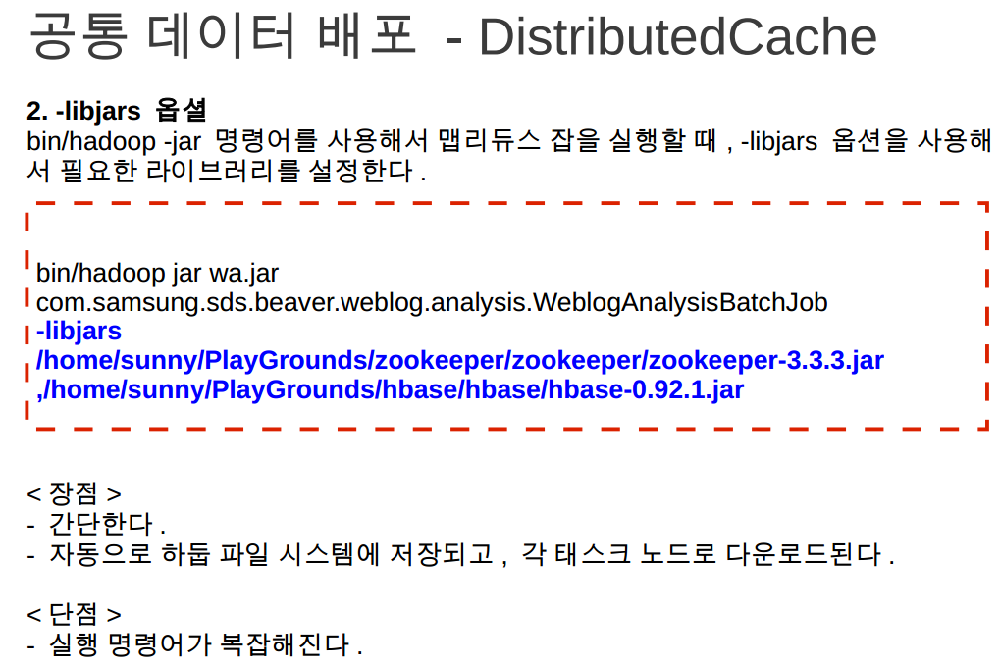 공통 데이터 배포 - DistributedCache
2. -libjars 옵셜
bin/hadoop -jar 명령어를 사용해서 맵리듀스 잡을 실행할 때 , -libjars 옵션을 사용해
서 필요한 라이브러리를 설정한다 .
bin/hadoop jar wa.jar
com.samsung.sds.beaver.weblog.analysis.WeblogAnalysisBatchJob
-libjars
/home/sunny/PlayGrounds/zookeeper/zookeeper/zookeeper-3.3.3.jar
,/home/sunny/PlayGrounds/hbase/hbase/hbase-0.92.1.jar
< 장점 >
- 간단한다 .
- 자동으로 하둡 파일 시스템에 저장되고 , 각 태스크 노드로 다운로드된다 .
< 단점 >
- 실행 명령어가 복잡해진다 .